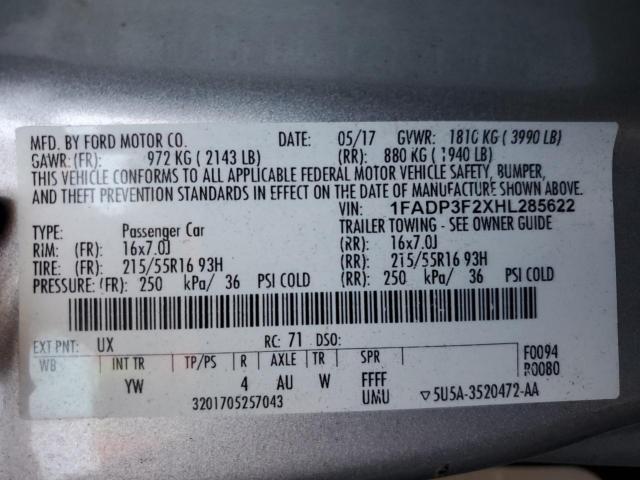 MFD. BY FORD MOTOR CO. DATE: 05/17 GVWR: 1810 KG ( 3990 LB)
GAWR: (FR): 972 KG ( 2143 LB) (RR): 880 KG ( 1940 LB)
THIS VEHICLE CONFORMS TO ALL APPLICABLE FEDERAL MOTOR VEHICLE SAFETY, BUMPER,
AND THEFT PREVENTION STANDARDS IN EFFECT ON THE DATE OF MANUFACTURE SHOWN ABOVE.
VIN: 1FADP3F2XHL285622
TYPE: Passenger Car TRAILER TOWING - SEE OWNER GUIDE
RIM: (FR): 16x7.0J (RR): 16x7.0J
TIRE: (FR): 215/55R16 93H (RR): 215/55R16 93H
PRESSURE: (FR): 250 kPa/ 36 PSI COLD (RR): 250 kPa/ 36 PSI COLD
EXT PNT: UX RC: 71 DSO: F0094
WB INT TR TP/PS R AXLE TR SPR R0080
YW 4 AU W FFFF
3201705257043 UMU ▽5U5A-3520472-AA